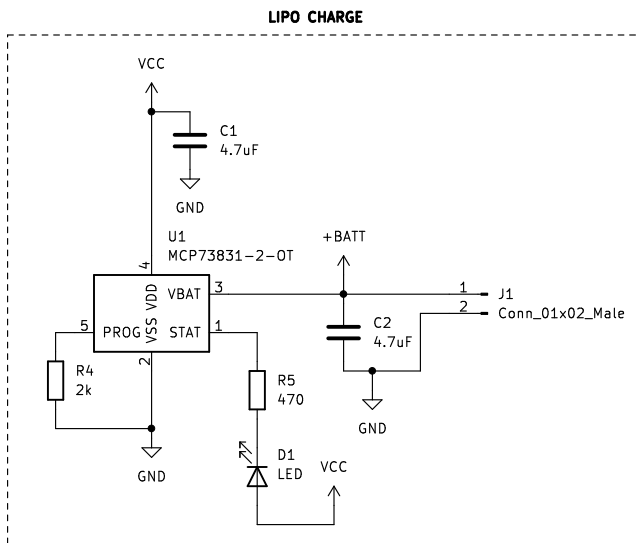 LIPO CHARGE
VCC
C1
4.7uF
GND
U1
MCP73831-2-OT
+BATT
4
VDD
VBAT
3
1
J1
2
Conn_01x02_Male
5
PROG
VSS
STAT
1
C2
4.7uF
2
R4
2k
R5
470
GND
GND
D1
LED
VCC